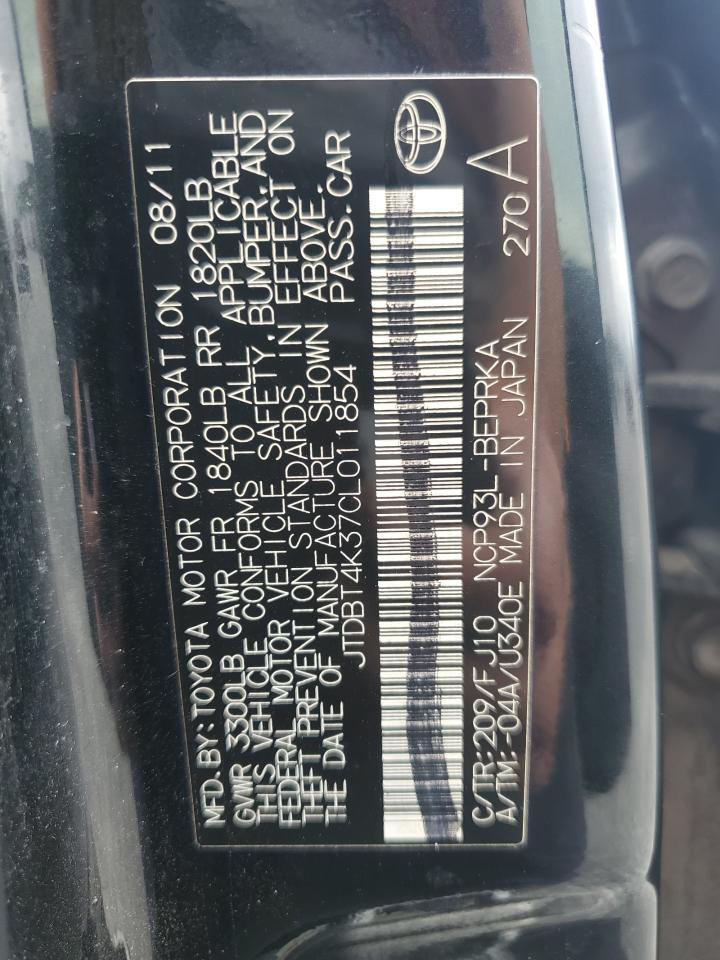 MFD.BY:TOYOTA MOTOR CORPORATION 08/11
GVWR 3300LB GAWR FR 1840LB RR 1820LB
THIS VEHICLE CONFORMS TO ALL APPLICABLE
FEDERAL MOTOR VEHICLE SAFETY,BUMPER,AND
THEFT PREVENTION STANDARDS IN EFFECT ON
THE DATE OF MANUFACTURE SHOWN ABOVE.
JTDBT4K37CL011854 PASS.CAR
C/TR:209/FJ10 NCP93L-BEPRKA
A/TM:-04A/U340E MADE IN JAPAN 270 A